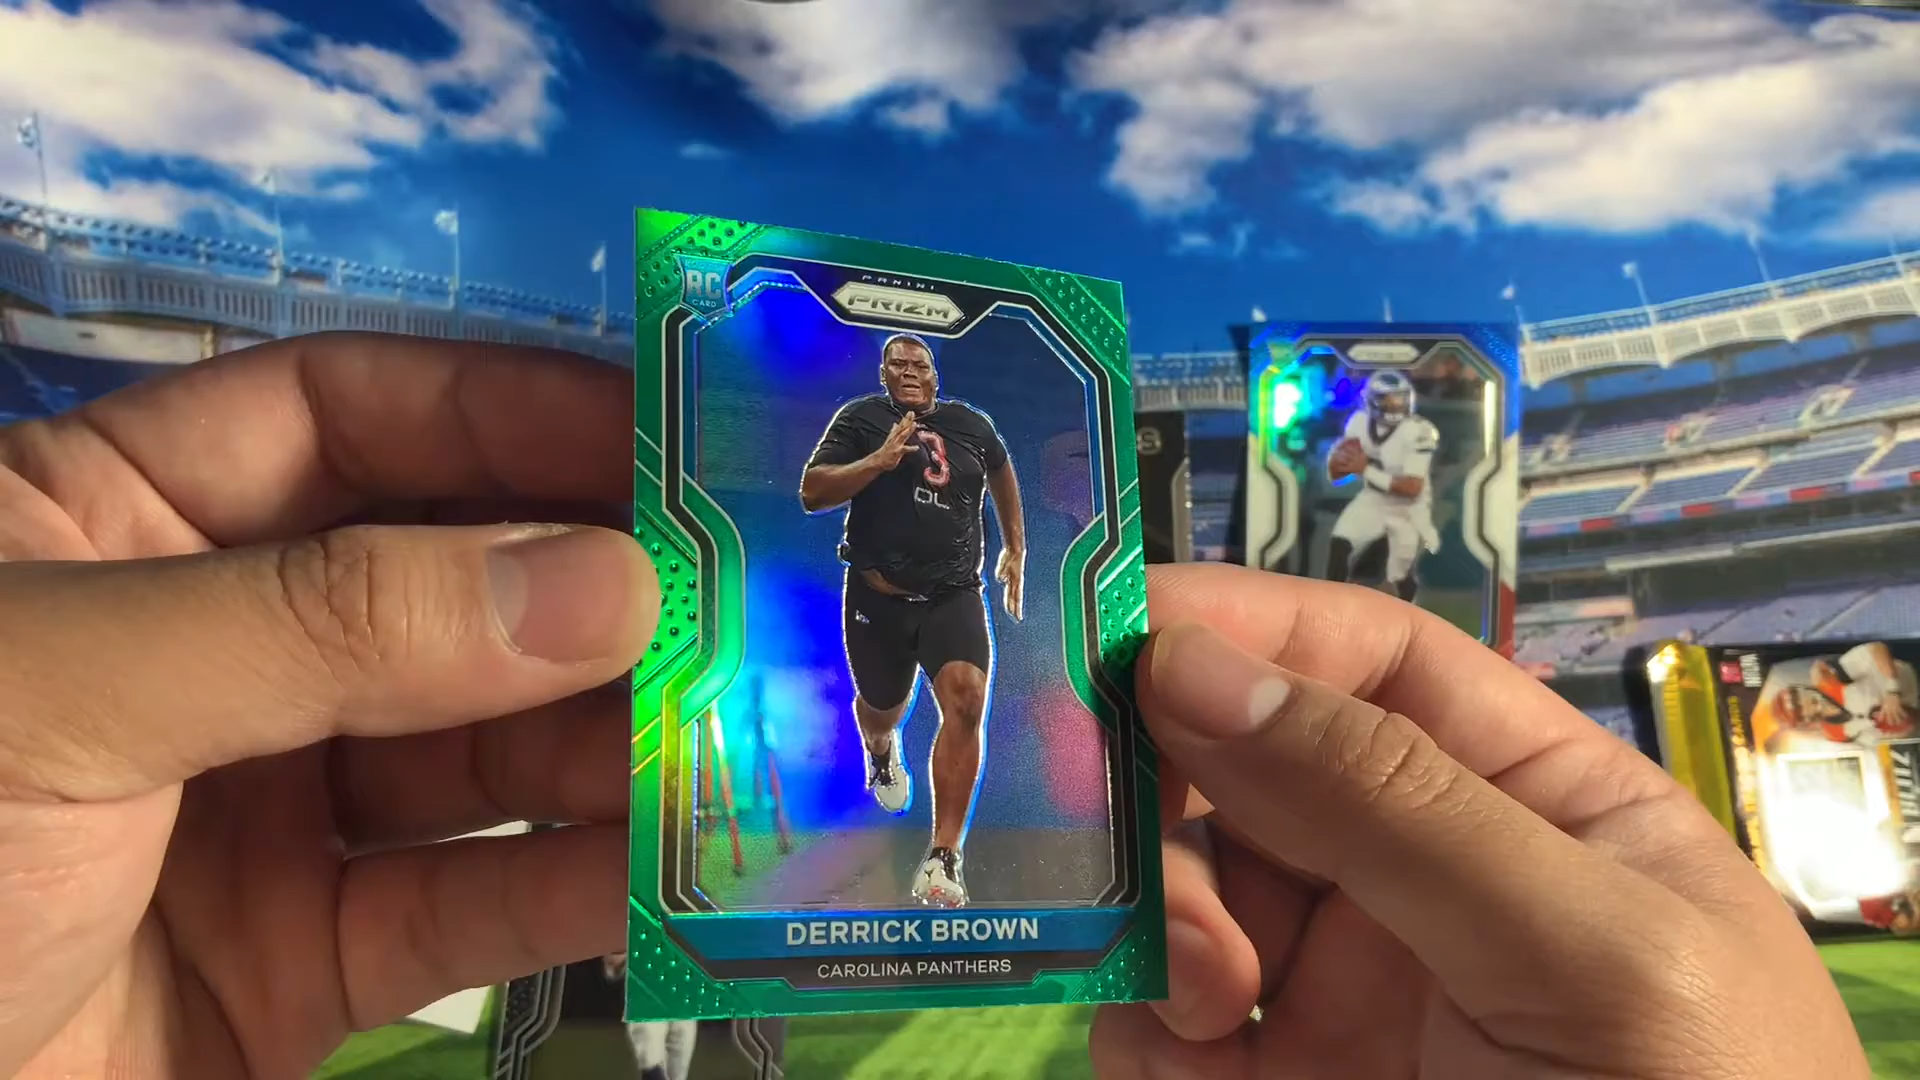 RC
CARD
PANINI
PRIZM
3
DL
DERRICK BROWN
CAROLINA PANTHERS